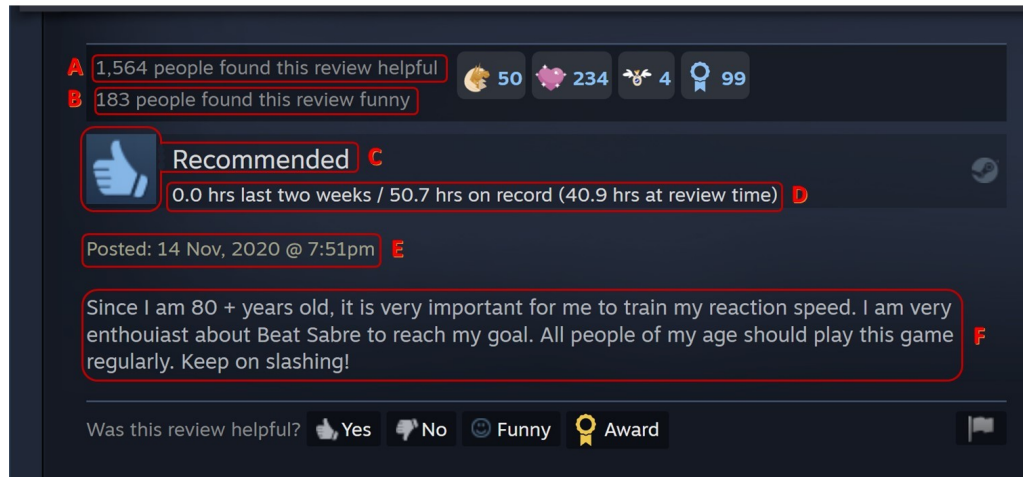 A 1,564 people found this review helpful 50 234 4 99
B 183 people found this review funny
Recommended C
0.0 hrs last two weeks / 50.7 hrs on record (40.9 hrs at review time) D
Posted: 14 Nov, 2020 @ 7:51pm E
Since I am 80 + years old, it is very important for me to train my reaction speed. I am very
enthouiast about Beat Sabre to reach my goal. All people of my age should play this game F
regularly. Keep on slashing!
Was this review helpful? Yes No Funny Award